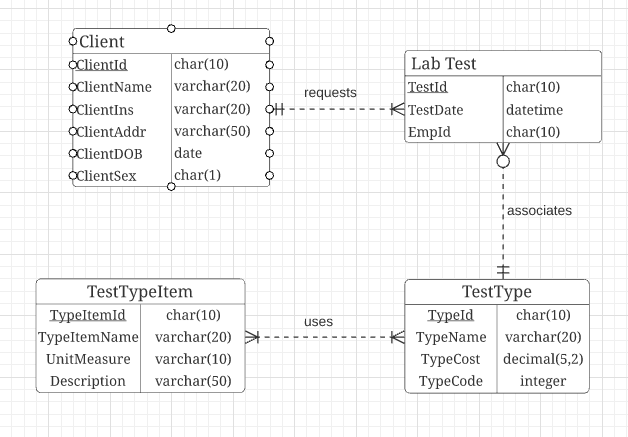 Client
ClientId char(10)
ClientName varchar(20)
ClientIns varchar(20)
ClientAddr varchar(50)
ClientDOB date
ClientSex char(1)
requests
Lab Test
TestId char(10)
TestDate datetime
EmpId char(10)
associates
TestTypeItem
TypeItemId char(10)
TypeItemName varchar(20)
UnitMeasure varchar(10)
Description varchar(50)
uses
TestType
TypeId char(10)
TypeName varchar(20)
TypeCost decimal(5,2)
TypeCode integer